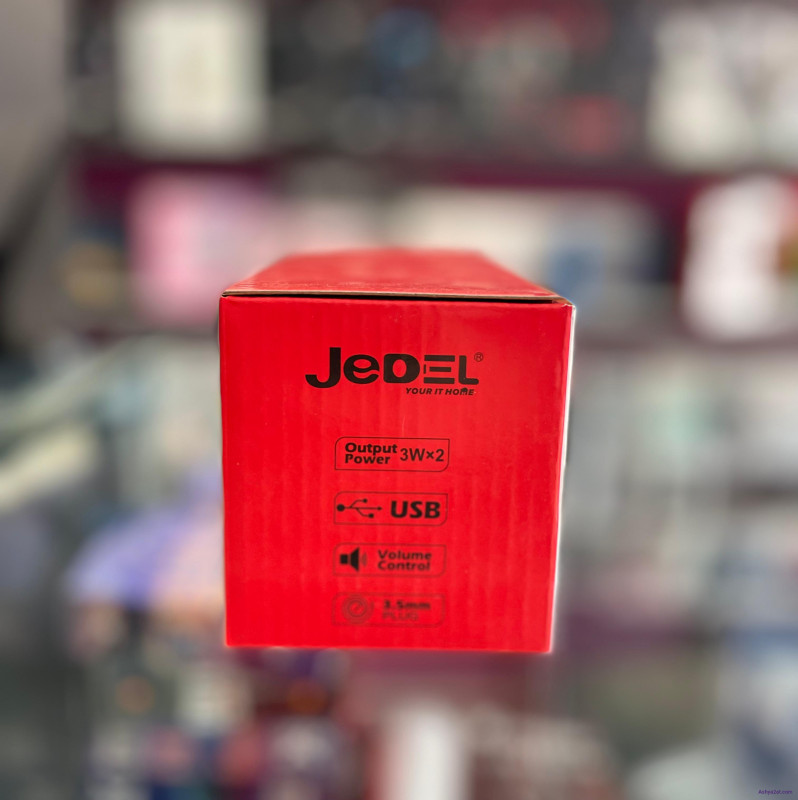 JEDEL®
YOUR IT HOME
Output
Power 3W×2
USB
Volume
Control
3.5mm
PLUG